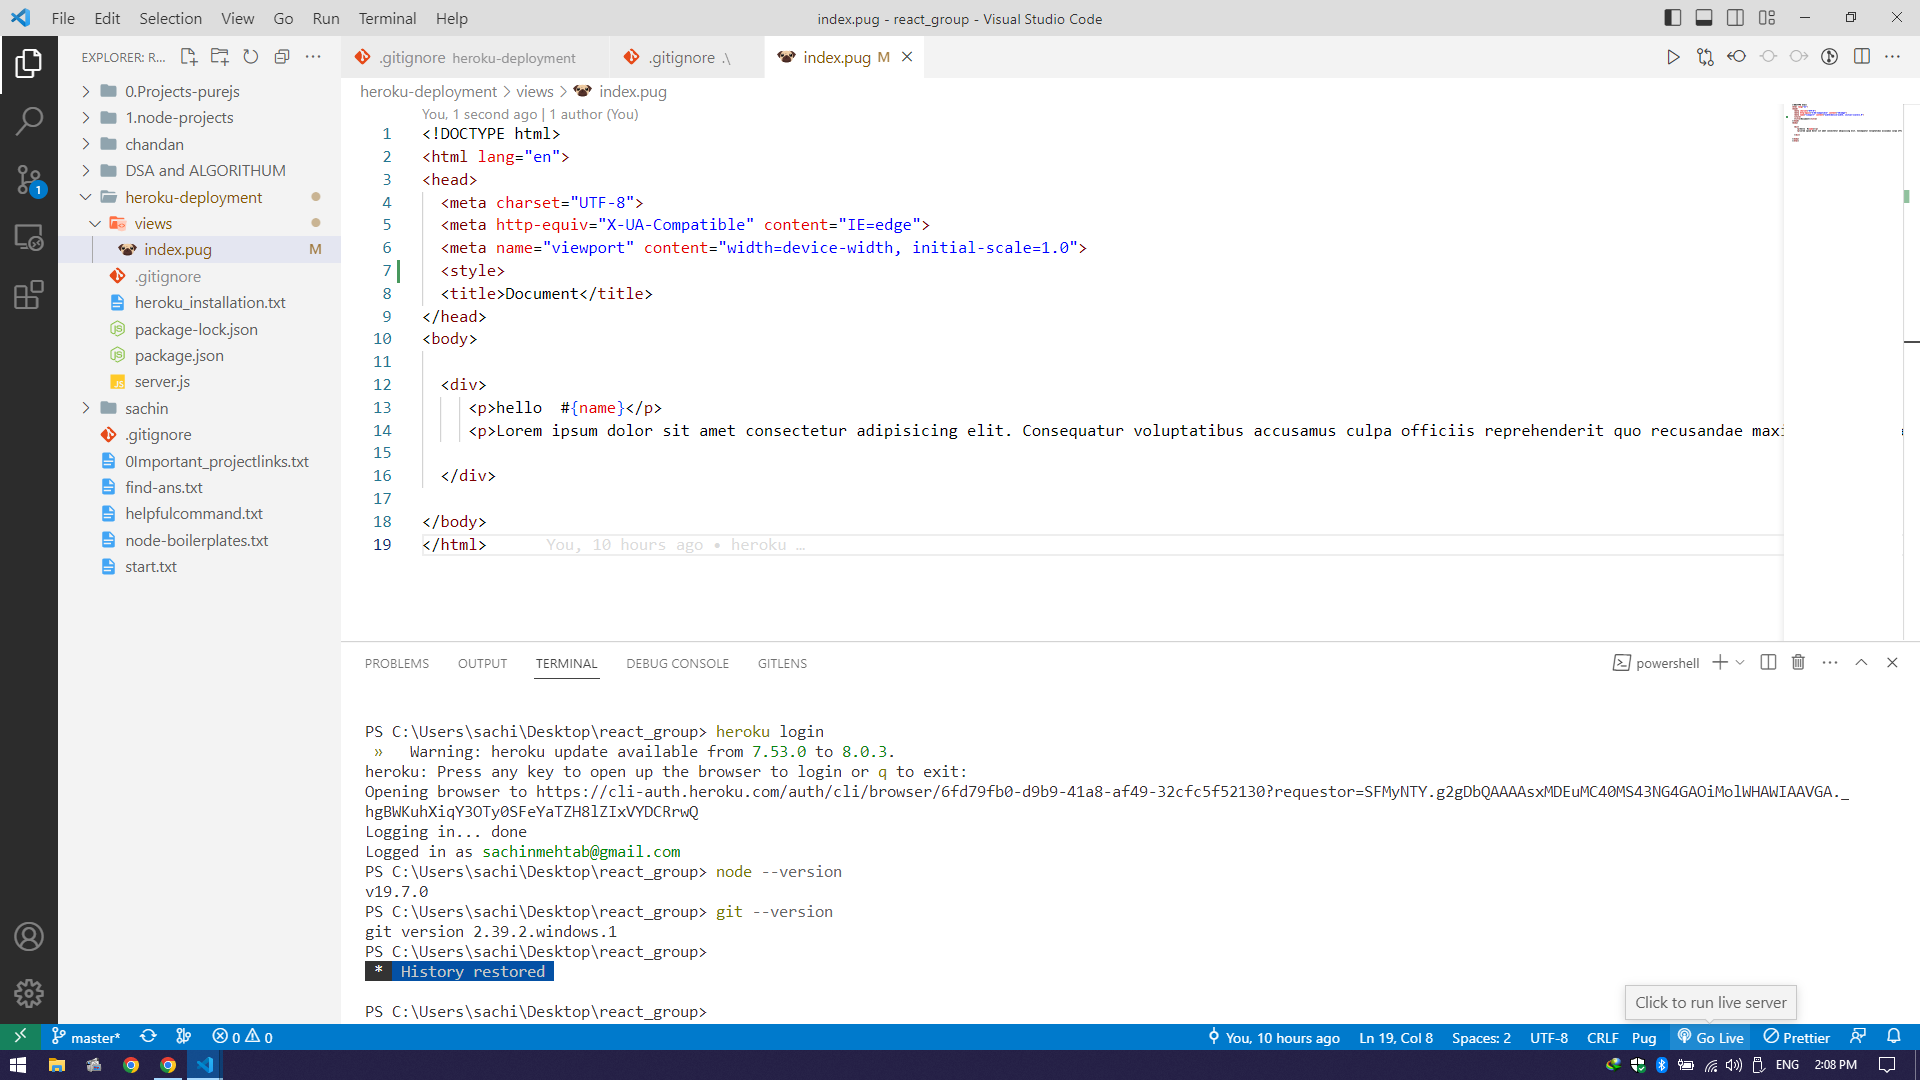 File Edit Selection View Go Run Terminal Help
index.pug - react_group - Visual Studio Code
EXPLORER: R...
0.Projects-purejs
1.node-projects
chandan
DSA and ALGORITHUM
heroku-deployment
views
index.pug M
.gitignore
heroku_installation.txt
package-lock.json
package.json
server.js
sachin
.gitignore
0Important_projectlinks.txt
find-ans.txt
helpfulcommand.txt
node-boilerplates.txt
start.txt
1
.gitignore heroku-deployment
.gitignore .\
index.pug M
heroku-deployment > views > index.pug
You, 1 second ago | 1 author (You)
1 <!DOCTYPE html>
2 <html lang="en">
3 <head>
4 <meta charset="UTF-8">
5 <meta http-equiv="X-UA-Compatible" content="IE=edge">
6 <meta name="viewport" content="width=device-width, initial-scale=1.0">
7 <style>
8 <title>Document</title>
9 </head>
10 <body>
11
12 <div>
13 <p>hello  #{name}</p>
14 <p>Lorem ipsum dolor sit amet consectetur adipisicing elit. Consequatur voluptatibus accusamus culpa officiis reprehenderit quo recusandae maxi
15
16 </div>
17
18 </body>
19 </html> You, 10 hours ago • heroku …
PROBLEMS OUTPUT TERMINAL DEBUG CONSOLE GITLENS
powershell
PS C:\Users\sachi\Desktop\react_group> heroku login
» Warning: heroku update available from 7.53.0 to 8.0.3.
heroku: Press any key to open up the browser to login or q to exit:
Opening browser to https://cli-auth.heroku.com/auth/cli/browser/6fd79fb0-d9b9-41a8-af49-32cfc5f52130?requestor=SFMyNTY.g2gDbQAAAAsxMDEuMC40MS43NG4GAOiMolWHAWIAAVGA._
hgBWKuhXiqY3OTy0SFeYaTZH8lZIxVYDCRrwQ
Logging in... done
Logged in as sachinmehtab@gmail.com
PS C:\Users\sachi\Desktop\react_group> node --version
v19.7.0
PS C:\Users\sachi\Desktop\react_group> git --version
git version 2.39.2.windows.1
PS C:\Users\sachi\Desktop\react_group>
* History restored
PS C:\Users\sachi\Desktop\react_group>
Click to run live server
master* 0 0
You, 10 hours ago Ln 19, Col 8 Spaces: 2 UTF-8 CRLF Pug Go Live Prettier
ENG 2:08 PM